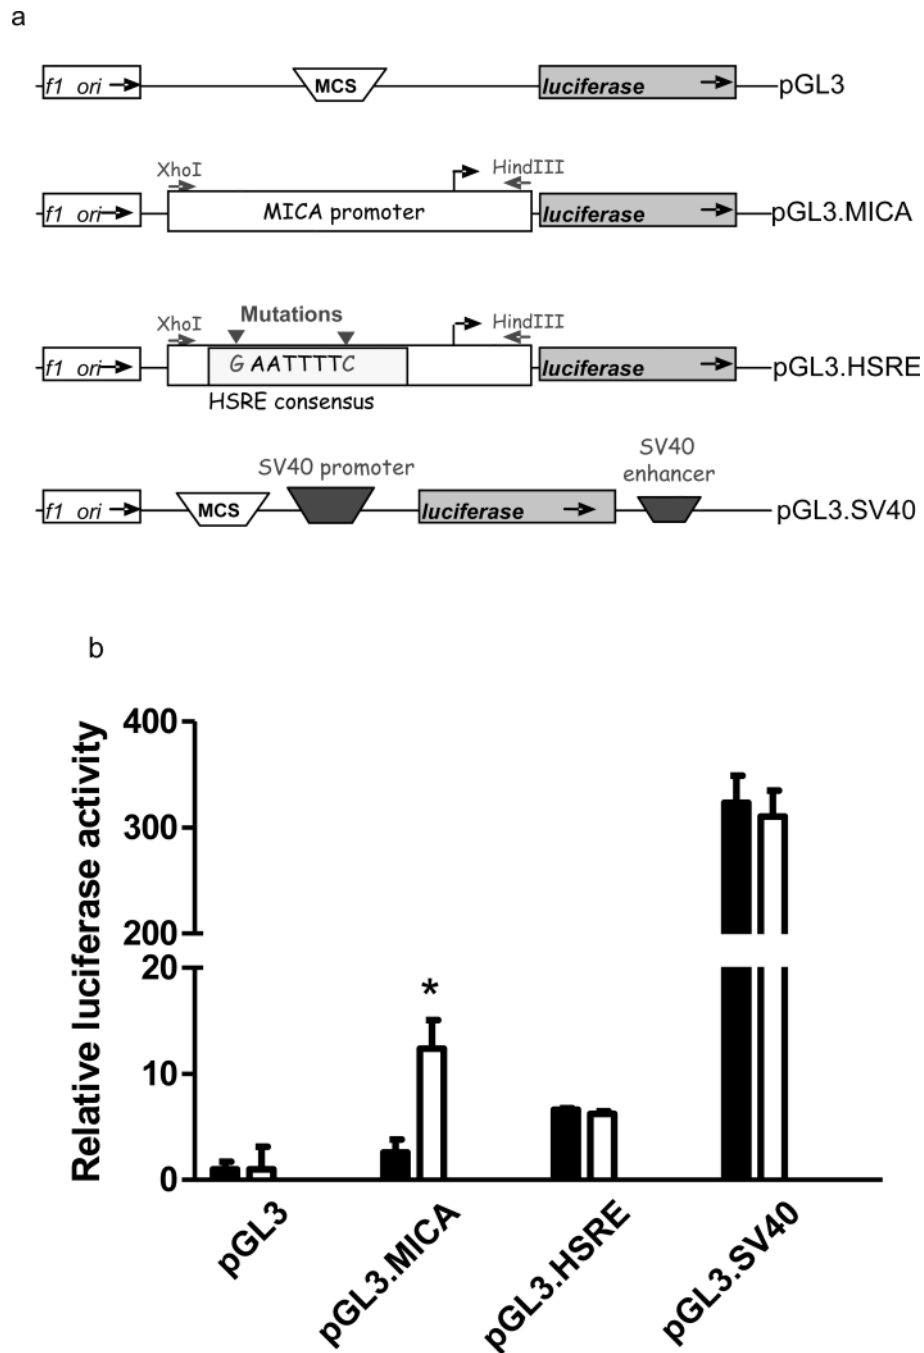 a
f1 ori
MCS
luciferase
pGL3
XhoI
HindIII
f1 ori
MICA promoter
luciferase
pGL3.MICA
Mutations
XhoI
HindIII
f1 ori
G AATTTTC
luciferase
pGL3.HSRE
HSRE consensus
SV40 promoter
SV40
enhancer
f1 ori
MCS
luciferase
pGL3.SV40
b
Relative luciferase activity
400
300
200
20
10
0
*
pGL3
pGL3.MICA
pGL3.HSRE
pGL3.SV40